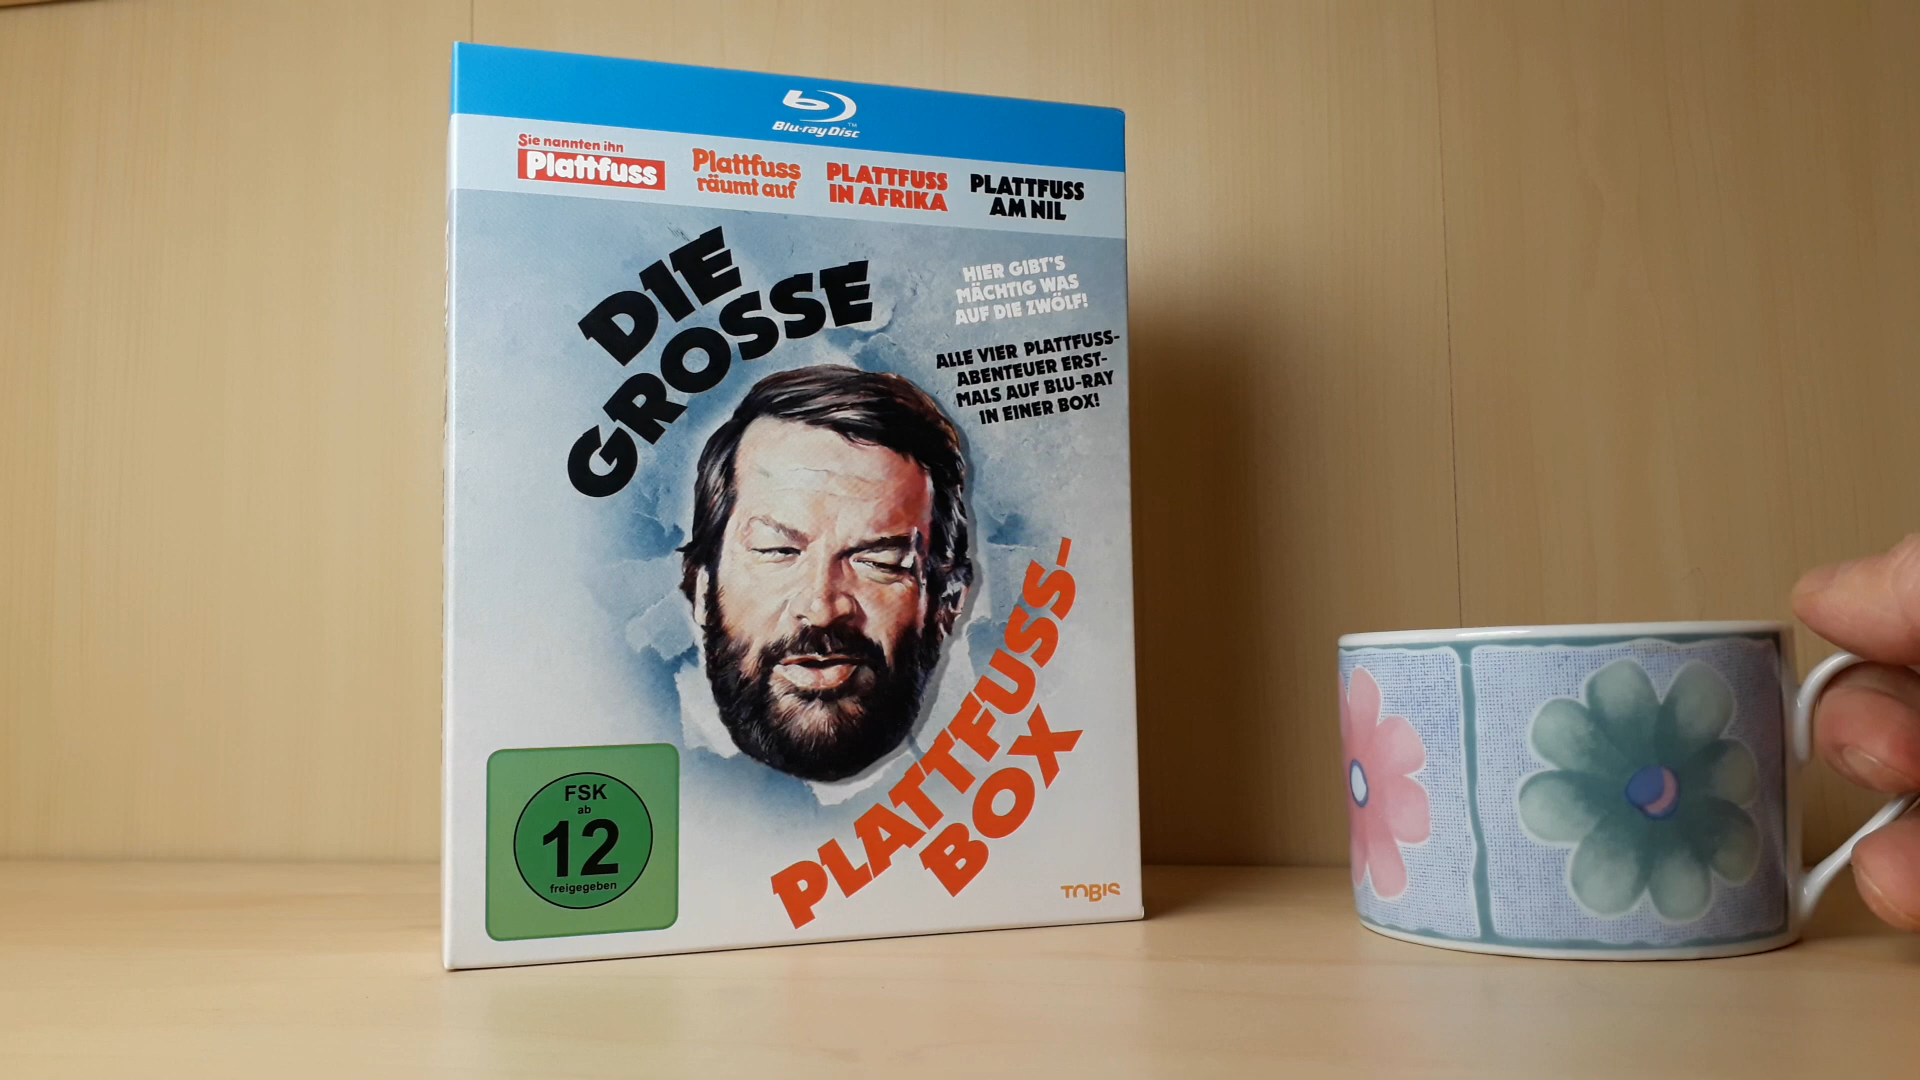 Blu-ray Disc™
Sie nannten ihn
Plattfuss
Plattfuss
räumt auf
PLATTFUSS
IN AFRIKA
PLATTFUSS
AM NIL
DIE
GROSSE
HIER GIBT'S
MÄCHTIG WAS
AUF DIE ZWÖLF!
ALLE VIER PLATTFUSS-
ABENTEUER ERST-
MALS AUF BLU-RAY
IN EINER BOX!
PLATTFUSS-
BOX
FSK
ab
12
freigegeben
TOBIS